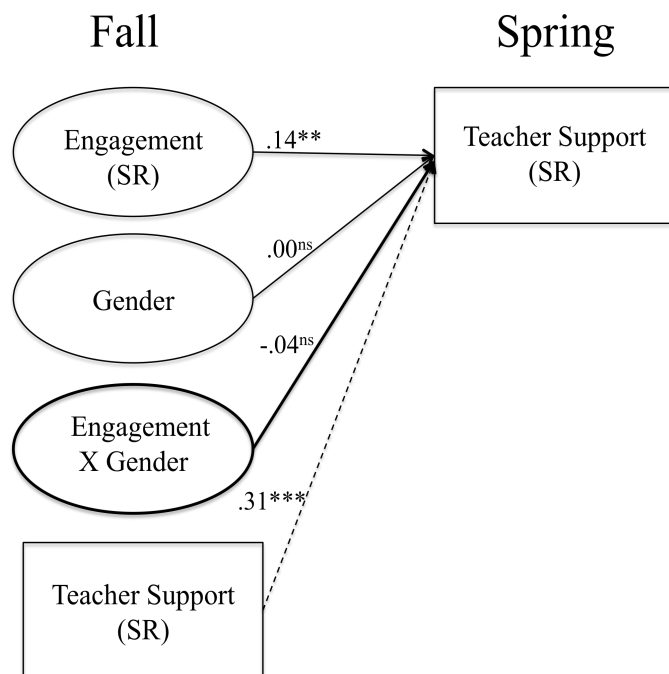 Fall
Spring
Engagement
(SR)
.14**
Teacher Support
(SR)
Gender
.00ns
-.04ns
Engagement
X Gender
.31***
Teacher Support
(SR)